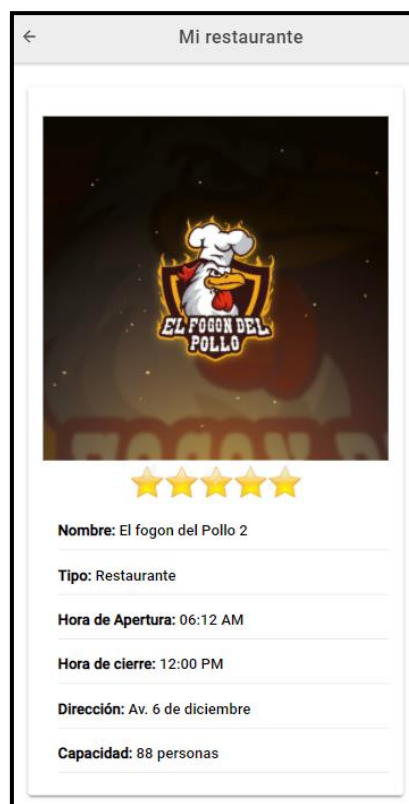 Mi restaurante
EL FOGON DEL
POLLO
Nombre: El fogon del Pollo 2
Tipo: Restaurante
Hora de Apertura: 06:12 AM
Hora de cierre: 12:00 PM
Dirección: Av. 6 de diciembre
Capacidad: 88 personas